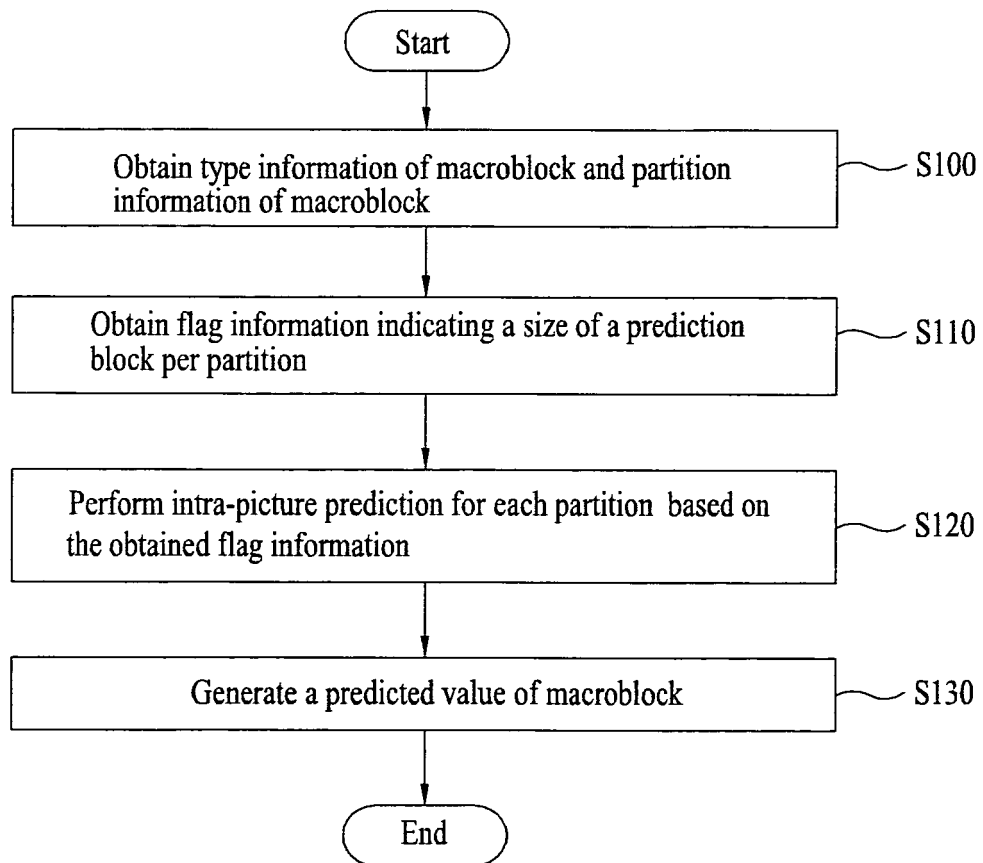 Start
Obtain type information of macroblock and partition
information of macroblock
S100
Obtain flag information indicating a size of a prediction
block per partition
S110
Perform intra-picture prediction for each partition based on
the obtained flag information
S120
Generate a predicted value of macroblock
S130
End